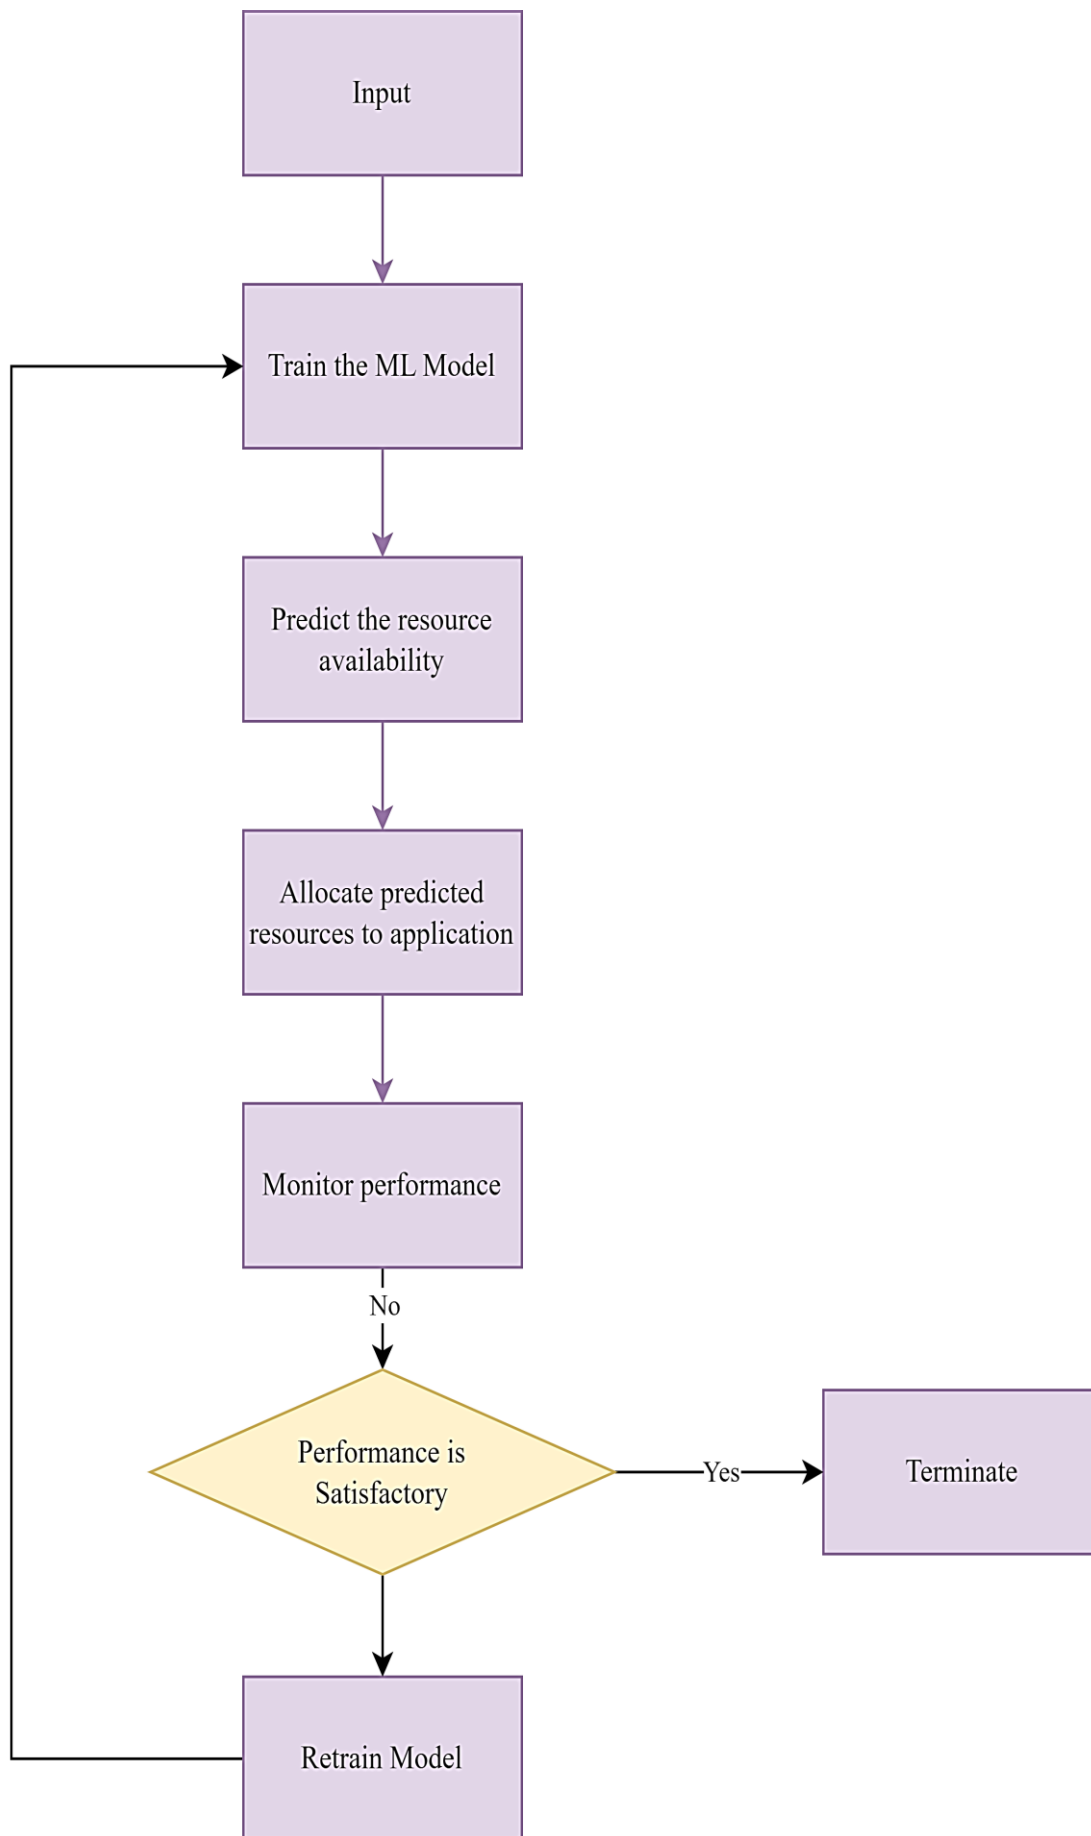 Input
Train the ML Model
Predict the resource
availability
Allocate predicted
resources to application
Monitor performance
No
Performance is
Satisfactory
Yes
Terminate
Retrain Model